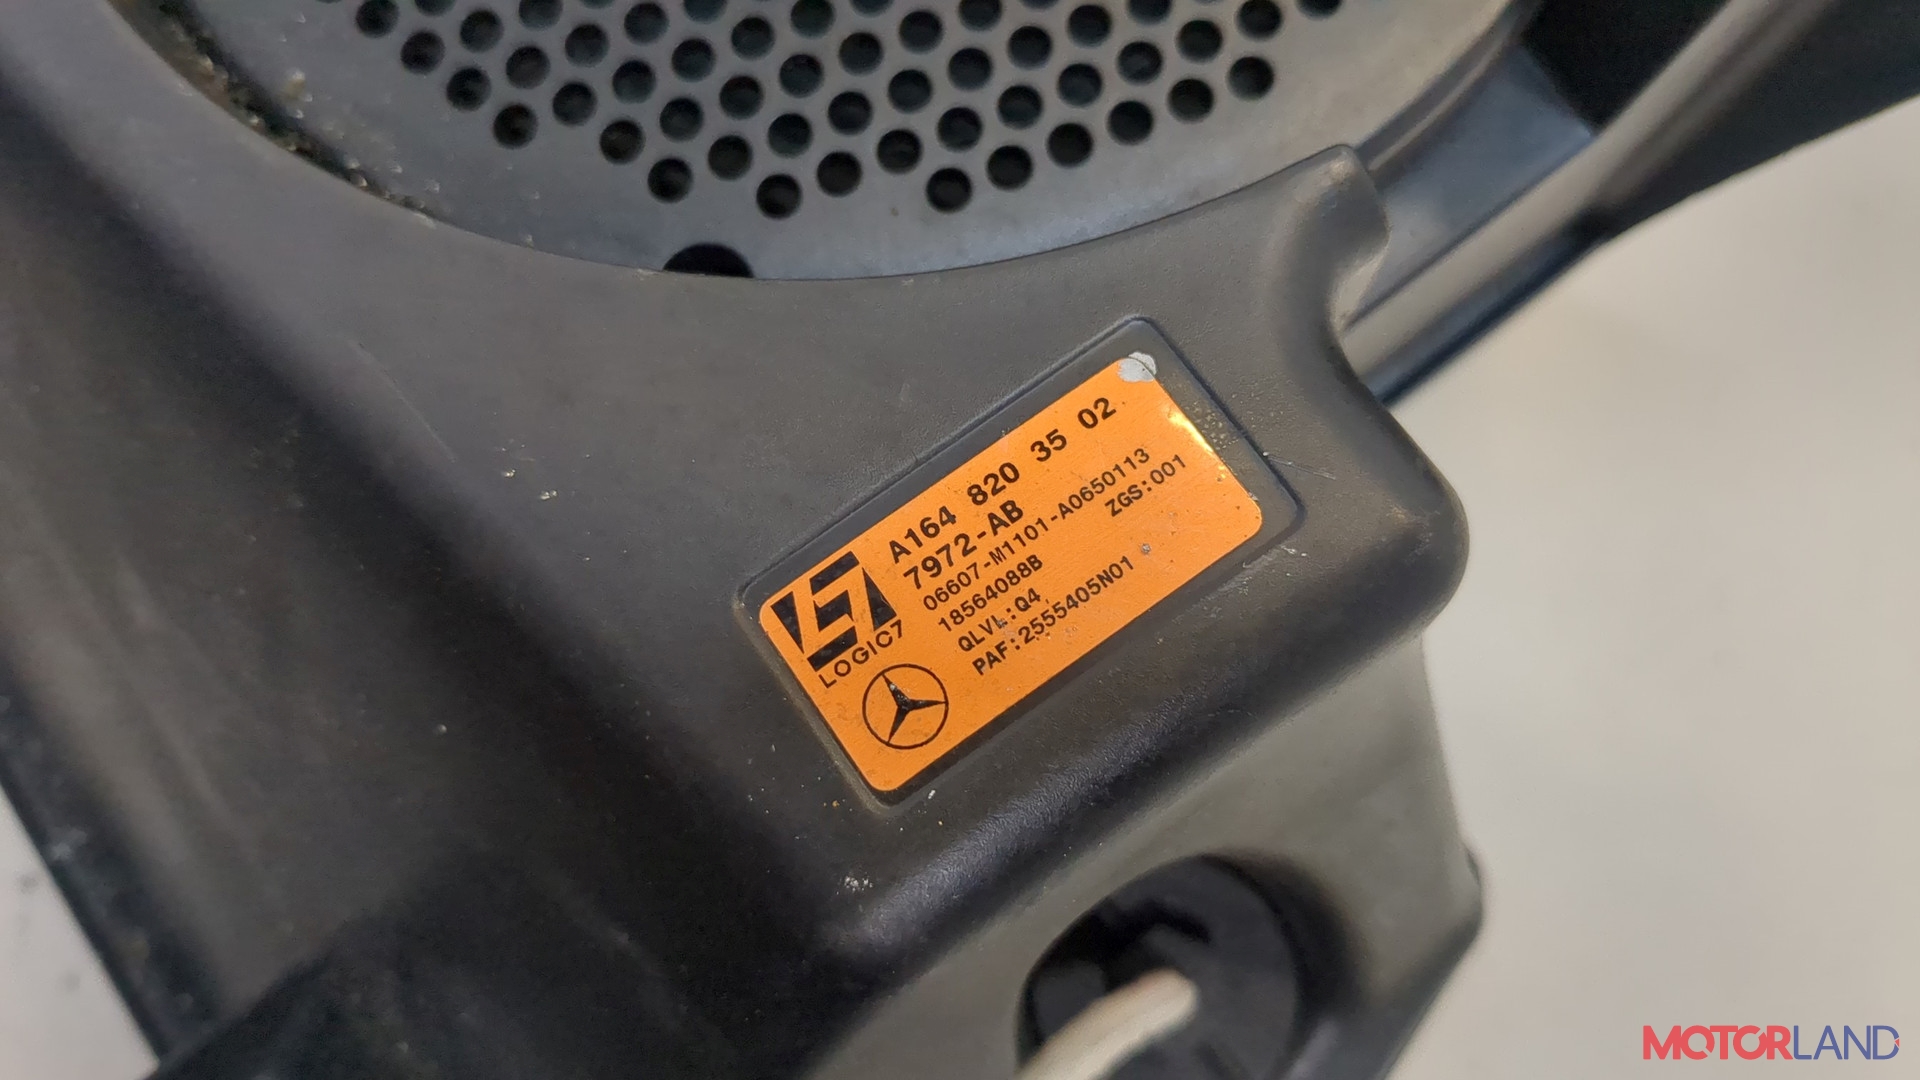 A164 820 35 02
7972-AB
06607-M1101-A0650113
18564088B ZGS:001
QLVL:Q4
PAF:2555405N01
LOGIC7
MOTORLAND